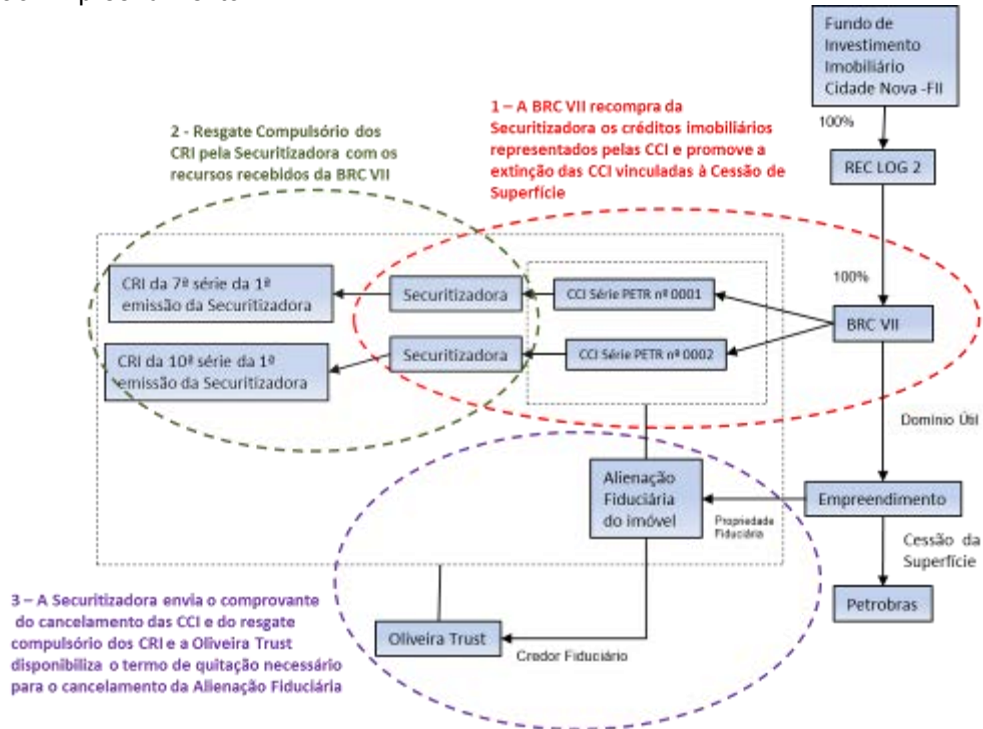 Fundo de
Investimento
Imobiliário
Cidade Nova -FII
100%
REC LOG 2
100%
BRC VII
1 – A BRC VII recompra da
Securitizadora os créditos imobiliários
representados pelas CCI e promove a
extinção das CCI vinculadas à Cessão de
Superfície
2 - Resgate Compulsório dos
CRI pela Securitizadora com os
recursos recebidos da BRC VII
CRI da 7ª série da 1ª
emissão da Securitizadora
Securitizadora
CCI Série PETR nº 0001
CRI da 10ª série da 1ª
emissão da Securitizadora
Securitizadora
CCI Série PETR nº 0002
Domínio Útil
Alienação
Fiduciária
do imóvel
Propriedade
Fiduciária
Empreendimento
Cessão da
Superfície
Petrobras
3 – A Securitizadora envia o comprovante
do cancelamento das CCI e do resgate
compulsório dos CRI e a Oliveira Trust
disponibiliza o termo de quitação necessário
para o cancelamento da Alienação Fiduciária
Oliveira Trust
Credor Fiduciário